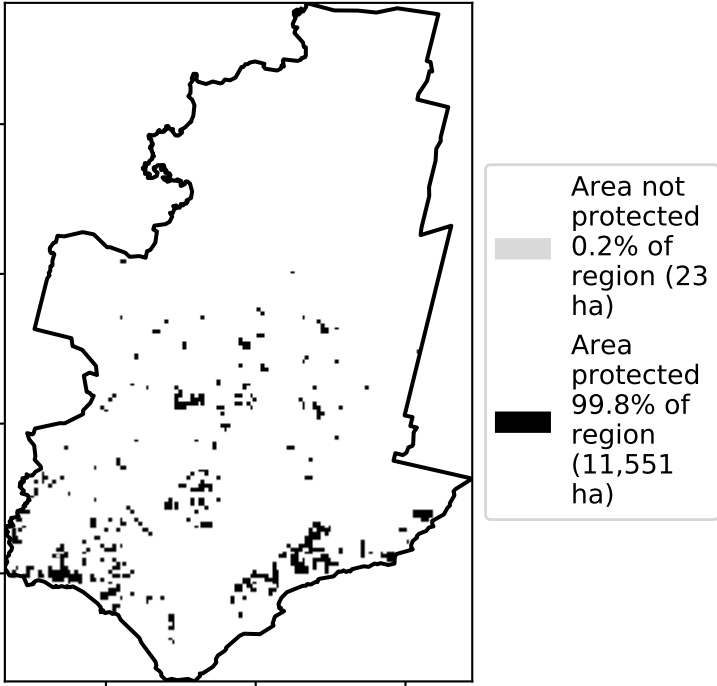 Area not
protected
0.2% of
region (23
ha)
Area
protected
99.8% of
region
(11,551
ha)